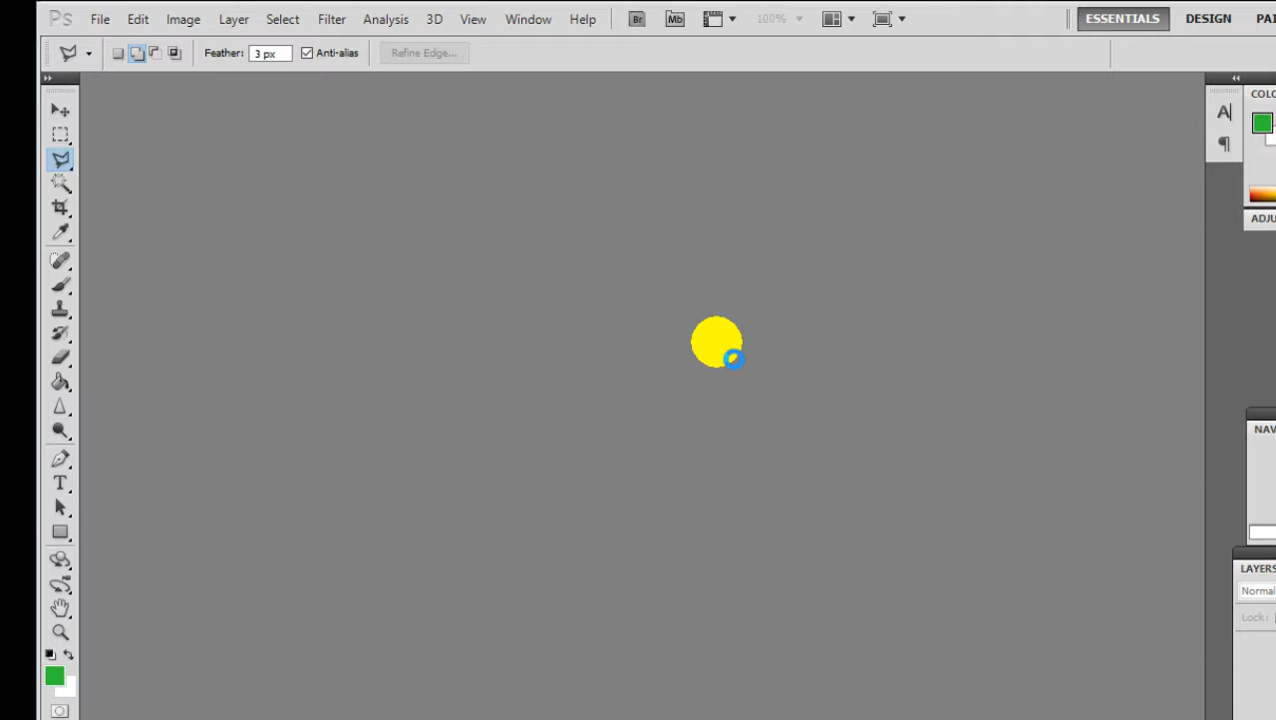 Ps File Edit Image Layer Select Filter Analysis 3D View Window Help Br Mb 100% ESSENTIALS DESIGN PAI
Feather: 3 px Anti-alias Refine Edge...
COLO
A
ADJU
T
NAV
LAYERS
Normal
Lock: